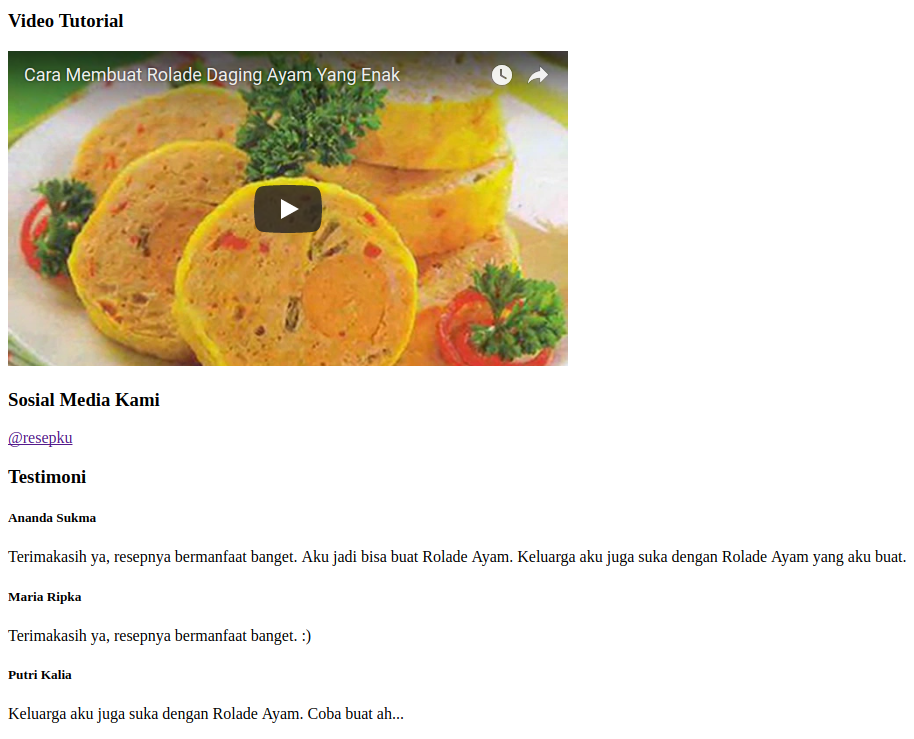 Video Tutorial
Cara Membuat Rolade Daging Ayam Yang Enak
Sosial Media Kami
@resepku
Testimoni
Ananda Sukma
Terimakasih ya, resepnya bermanfaat banget. Aku jadi bisa buat Rolade Ayam. Keluarga aku juga suka dengan Rolade Ayam yang aku buat.
Maria Ripka
Terimakasih ya, resepnya bermanfaat banget. :)
Putri Kalia
Keluarga aku juga suka dengan Rolade Ayam. Coba buat ah...